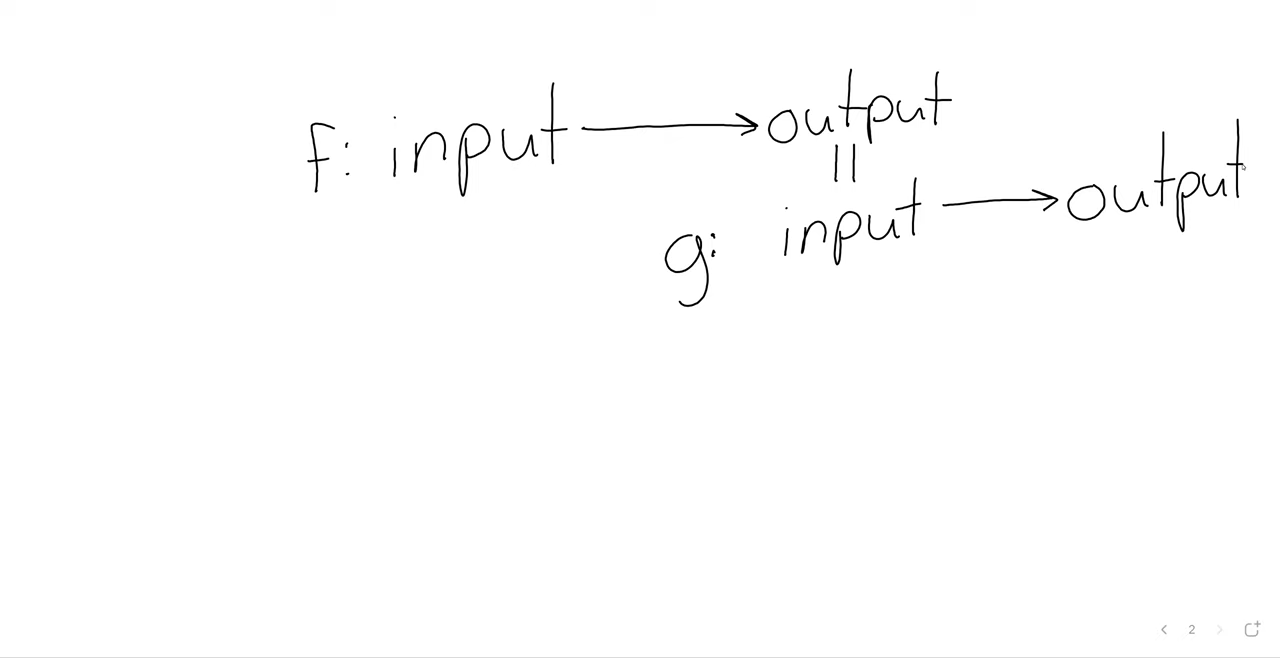 f: input → output
||
g: input → output
< 2 >